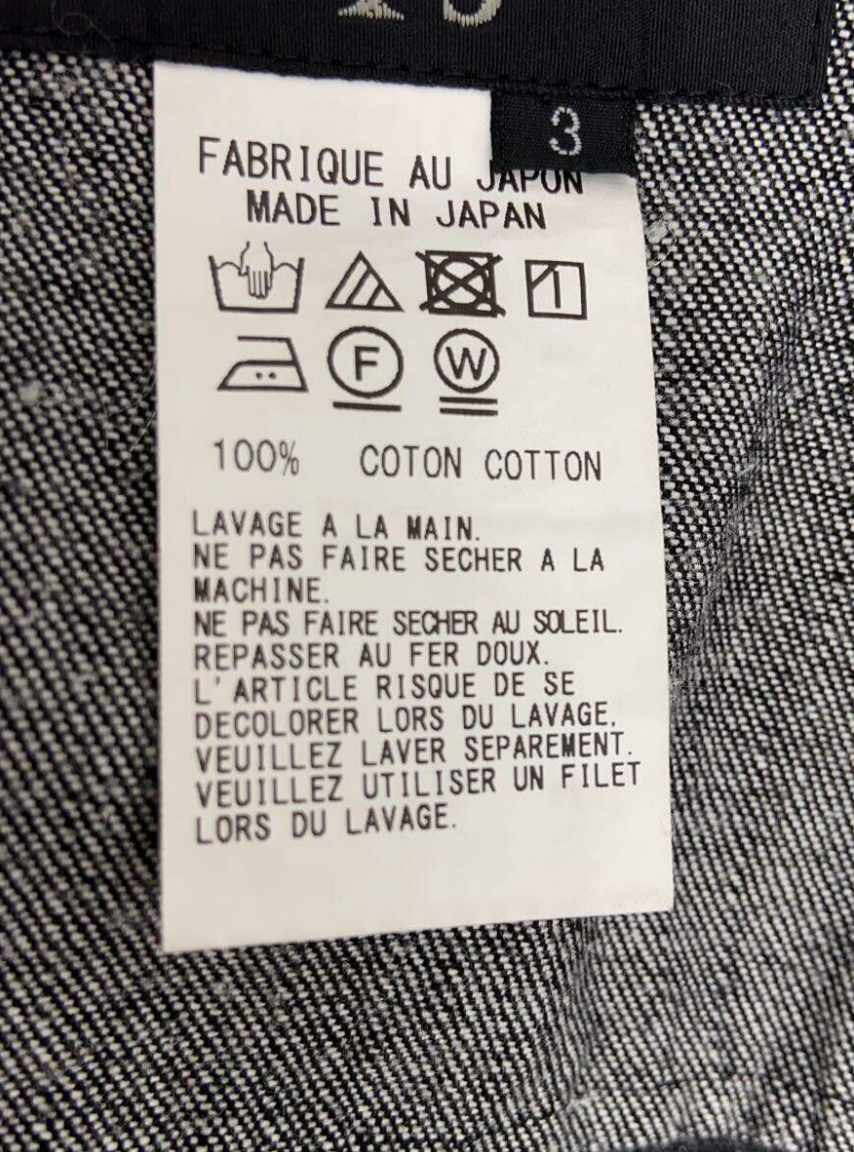 3
FABRIQUE AU JAPON
MADE IN JAPAN
F
W
100% COTON COTTON
LAVAGE A LA MAIN.
NE PAS FAIRE SECHER A LA
MACHINE.
NE PAS FAIRE SECHER AU SOLEIL.
REPASSER AU FER DOUX.
L'ARTICLE RISQUE DE SE
DECOLORER LORS DU LAVAGE.
VEUILLEZ LAVER SEPAREMENT.
VEUILLEZ UTILISER UN FILET
LORS DU LAVAGE.